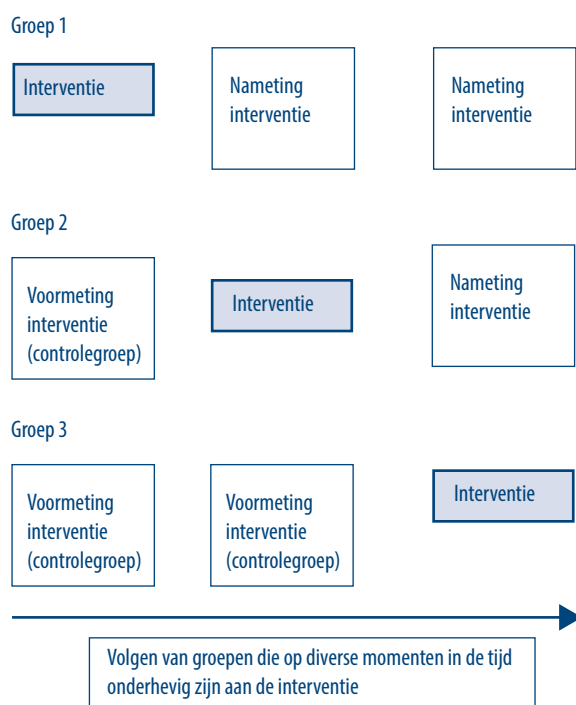 Groep 1
Interventie
Nameting
interventie
Nameting
interventie
Groep 2
Voormeting
interventie
(controlegroep)
Interventie
Nameting
interventie
Groep 3
Voormeting
interventie
(controlegroep)
Voormeting
interventie
(controlegroep)
Interventie
Volgen van groepen die op diverse momenten in de tijd
onderhevig zijn aan de interventie